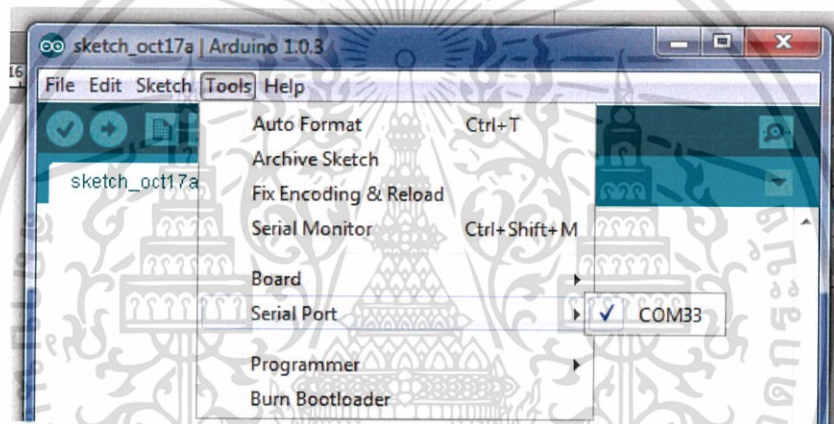 sketch_oct17a | Arduino 1.0.3
16
File Edit Sketch Tools Help
Auto Format Ctrl+T
Archive Sketch
sketch_oct17a
Fix Encoding & Reload
Serial Monitor Ctrl+Shift+M
Board
Serial Port
COM33
Programmer
Burn Bootloader